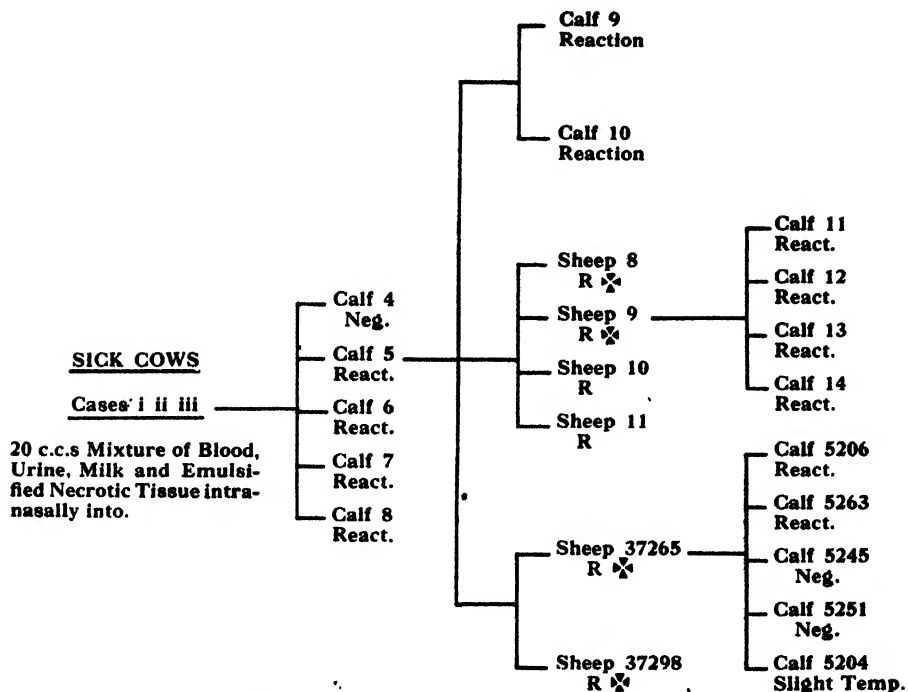 Calf 9
Reaction
Calf 10
Reaction
Calf 11
React.
Sheep 8
R
Calf 12
React.
Calf 4
Neg.
Sheep 9
R
Calf 13
React.
SICK COWS
Calf 5
React.
Sheep 10
R
Calf 14
React.
Cases i ii iii
Calf 6
React.
Sheep 11
R
20 c.c.s Mixture of Blood,
Urine, Milk and Emulsi-
fied Necrotic Tissue intra-
nasally into.
Calf 7
React.
Calf 8
React.
Calf 5206
React.
Calf 5263
React.
Sheep 37265
R
Calf 5245
Neg.
Calf 5251
Neg.
Sheep 37298
R
Calf 5204
Slight Temp.